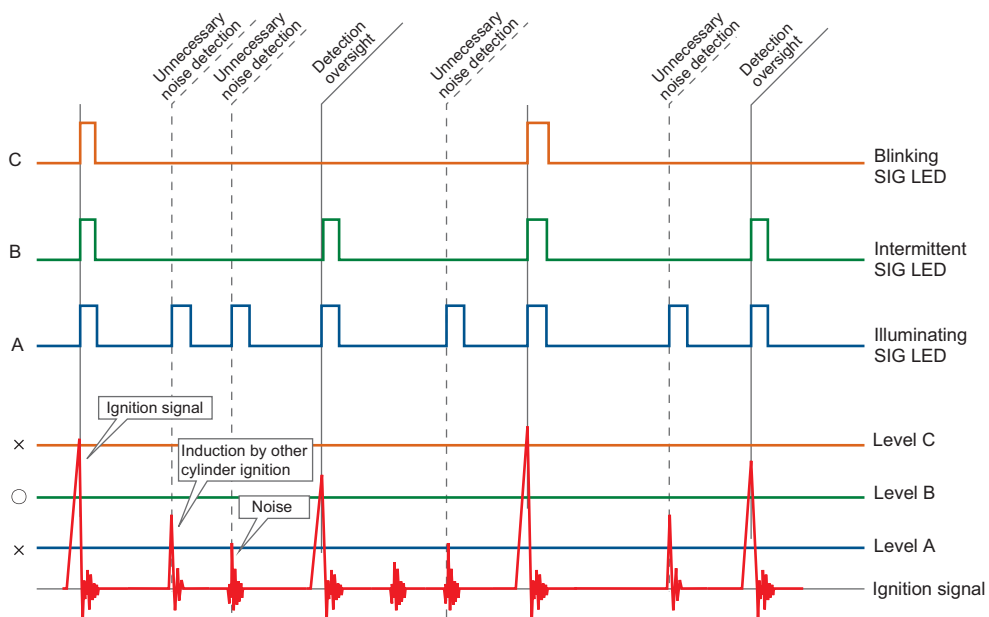 Unnecessary
noise detection
Unnecessary
noise detection
Detection
oversight
Unnecessary
noise detection
Unnecessary
noise detection
Detection
oversight
C
Blinking
SIG LED
B
Intermittent
SIG LED
A
Illuminating
SIG LED
Ignition signal
×
Level C
Induction by other
cylinder ignition
○
Level B
Noise
×
Level A
Ignition signal